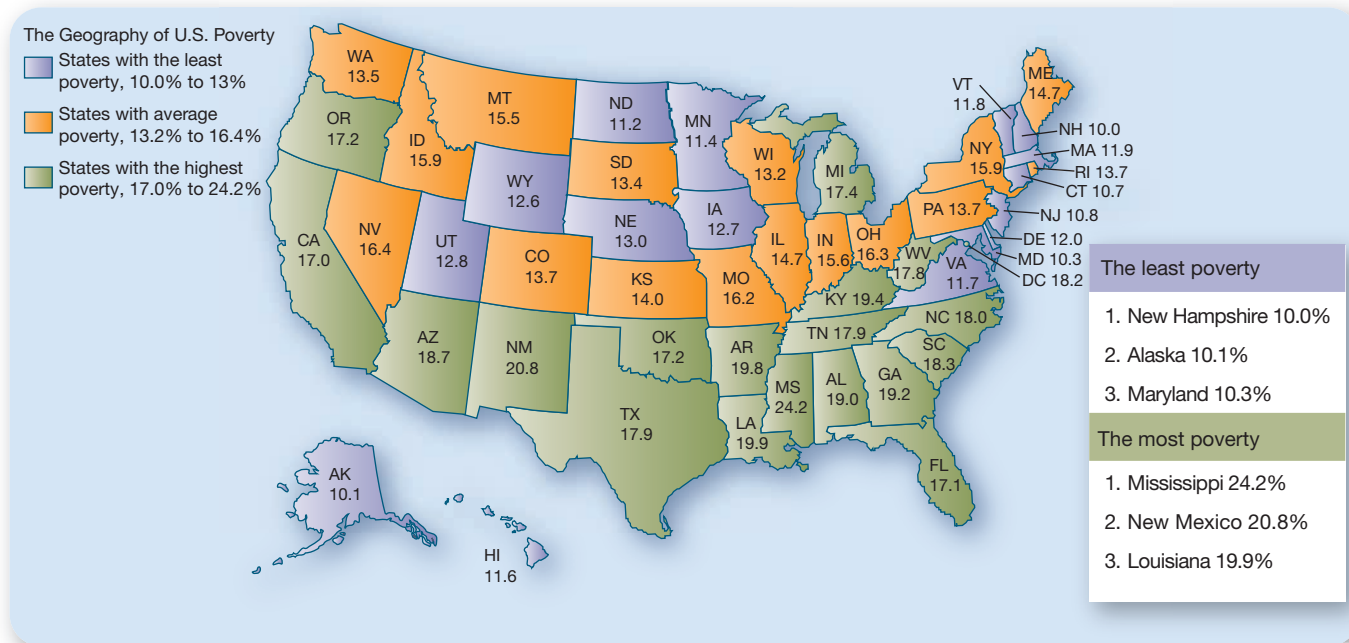 The Geography of U.S. Poverty
States with the least
poverty, 10.0% to 13%
States with average
poverty, 13.2% to 16.4%
States with the highest
poverty, 17.0% to 24.2%
WA
13.5
OR
17.2
CA
17.0
ID
15.9
NV
16.4
MT
15.5
WY
12.6
UT
12.8
AZ
18.7
CO
13.7
NM
20.8
ND
11.2
SD
13.4
NE
13.0
KS
14.0
OK
17.2
TX
17.9
MN
11.4
IA
12.7
MO
16.2
AR
19.8
LA
19.9
WI
13.2
IL
14.7
MI
17.4
IN
15.6
OH
16.3
KY 19.4
TN 17.9
MS
24.2
AL
19.0
GA
19.2
FL
17.1
SC
18.3
NC 18.0
WV
17.8
VA
11.7
PA 13.7
NY
15.9
VT
11.8
ME
14.7
NH 10.0
MA 11.9
RI 13.7
CT 10.7
NJ 10.8
DE 12.0
MD 10.3
DC 18.2
AK
10.1
HI
11.6
The least poverty
1. New Hampshire 10.0%
2. Alaska 10.1%
3. Maryland 10.3%
The most poverty
1. Mississippi 24.2%
2. New Mexico 20.8%
3. Louisiana 19.9%